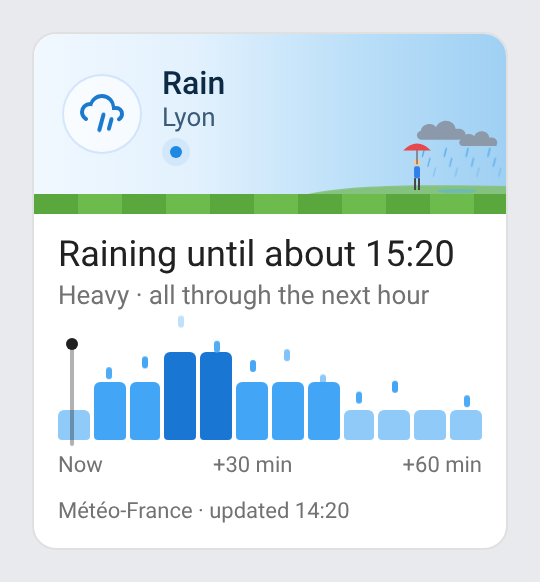 Rain
Lyon
Raining until about 15:20
Heavy · all through the next hour
Now +30 min +60 min
Météo-France · updated 14:20